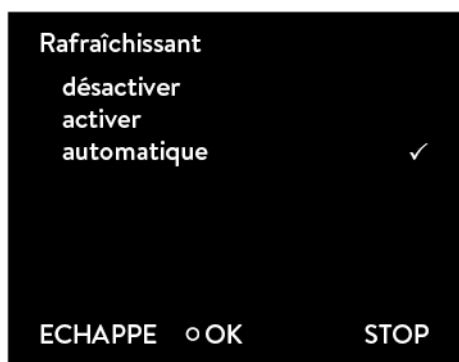 Rafraîchissant
désactiver
activer
automatique ✓
ECHAPPE ○ OK STOP